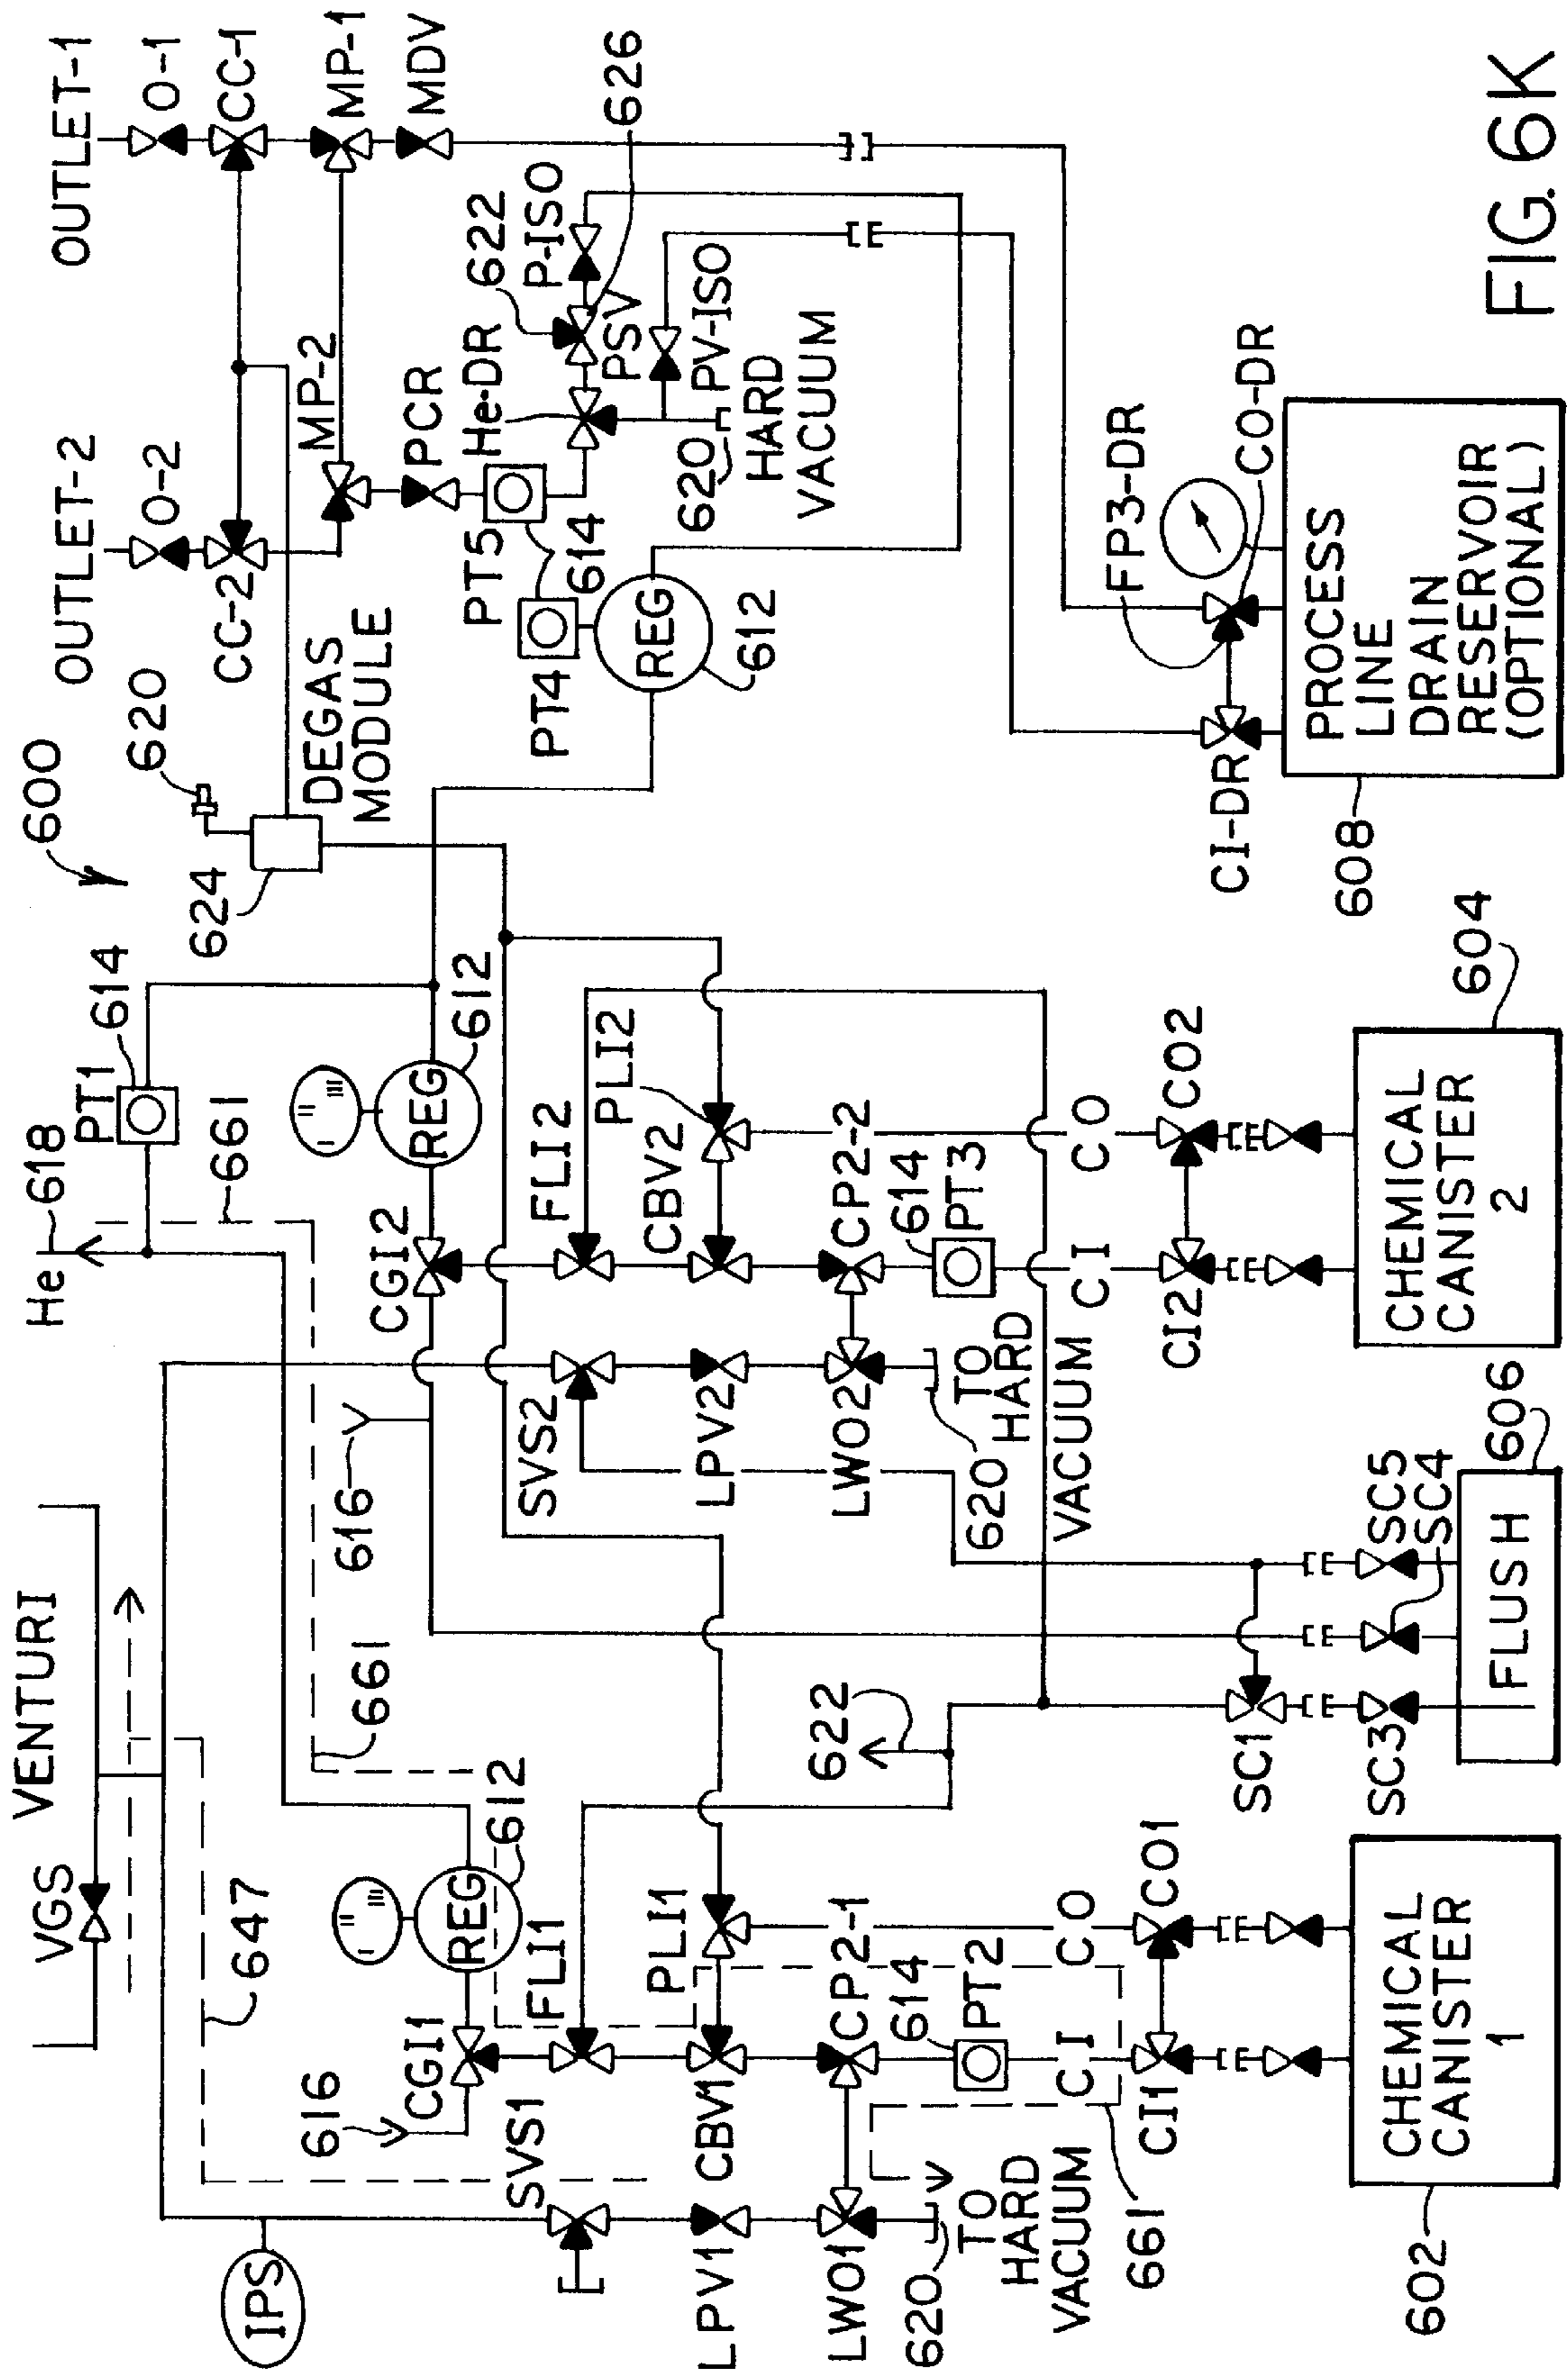 600
VGS
VENTURI
647
661
661
He
618
PT1
614
620
624
DEGAS
MODULE
OUTLET-2
O-2
CC-2
OUTLET-1
O-1
CC-1
MP-1
MDV
MP-2
PCR
He-DR
622
P-ISO
626
PSV
PV-ISO
620
HARD
VACUUM
PT5
614
PT4
REG
612
IPS
616
CGI1
REG
612
SVS1
FLI1
PLI1
LPV1
CBV1
CP2-1
LWO1
614
PT2
620
TO
HARD
VACUUM
661
CI
CO
CI1
CO1
602
CHEMICAL
CANISTER
1
616
CGI2
REG
612
SVS2
FLI2
PLI2
LPV2
CBV2
CP2-2
LWO2
614
PT3
620
TO
HARD
VACUUM
CI
CO
CI2
CO2
604
CHEMICAL
CANISTER
2
622
SC1
SC3
SC5
SC4
606
FLUSH
FP3-DR
CO-DR
CI-DR
608
PROCESS
LINE
DRAIN
RESERVOIR
(OPTIONAL)
FIG. 6K